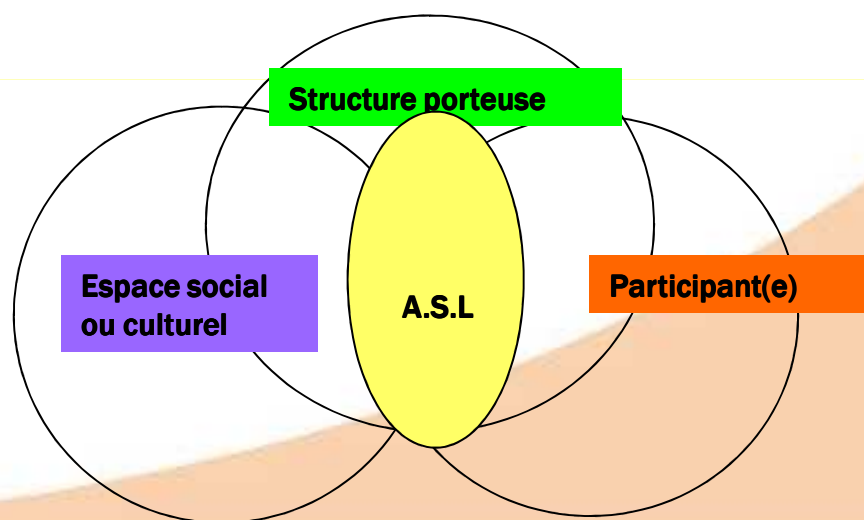 Structure porteuse
Espace social
ou culturel
Participant(e)
A.S.L